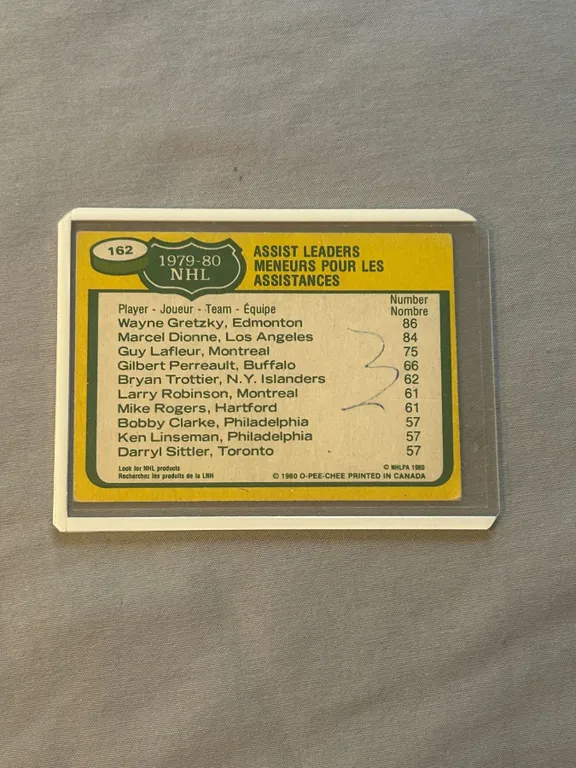 162
1979-80
NHL
ASSIST LEADERS
MENEURS POUR LES
ASSISTANCES
Player - Joueur - Team - Équipe
Number
Nombre
Wayne Gretzky, Edmonton 86
Marcel Dionne, Los Angeles 84
Guy Lafleur, Montreal 75
Gilbert Perreault, Buffalo 66
Bryan Trottier, N.Y. Islanders 62
Larry Robinson, Montreal 61
Mike Rogers, Hartford 61
Bobby Clarke, Philadelphia 57
Ken Linseman, Philadelphia 57
Darryl Sittler, Toronto 57
3
Look for NHL products © NHLPA 1980
Recherchez les produits de la LNH © 1980 O-PEE-CHEE PRINTED IN CANADA